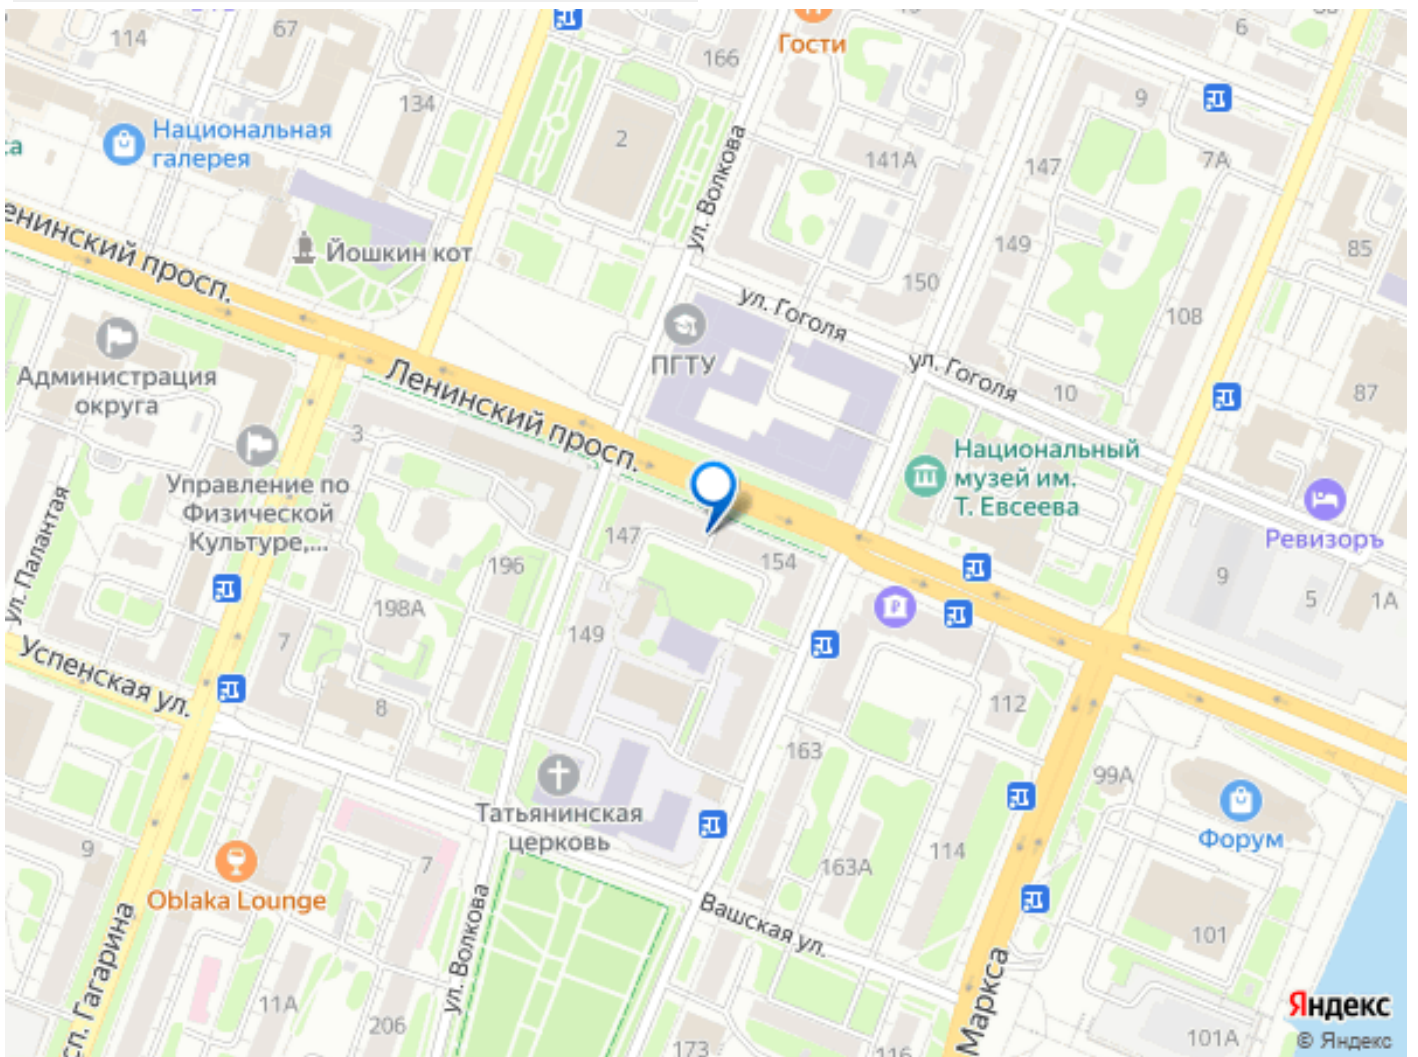 67
114
Гости
166
6
134
9
Национальная
галерея
2
ул. Волкова
141А
147
7А
Ленинский просп.
Йошкин кот
149
85
150
ул. Гоголя
108
ПГТУ
Администрация
округа
Ленинский просп.
ул. Гоголя
10
87
3
Управление по
Физической
Культуре,...
Национальный
музей им.
Т. Евсеева
ул. Палантая
147
154
Ревизоръ
196
198А
9
5
1А
149
7
Успенская ул.
8
112
163
99А
Татьянинская
церковь
Форум
9
7
163А
114
Oblaka Lounge
ул. Волкова
Вашская ул.
101
сп. Гагарина
11А
206
Маркса
173
116
101А
Яндекс
© Яндекс